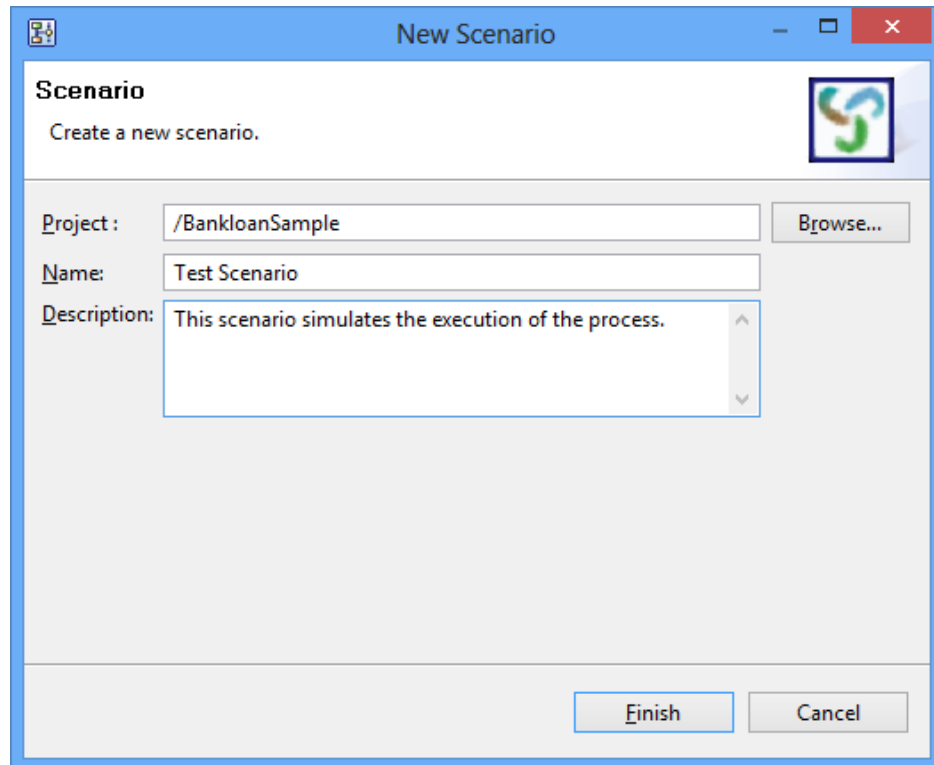 New Scenario
Scenario
Create a new scenario.
Project : /BankloanSample Browse...
Name: Test Scenario
Description: This scenario simulates the execution of the process.
Finish Cancel